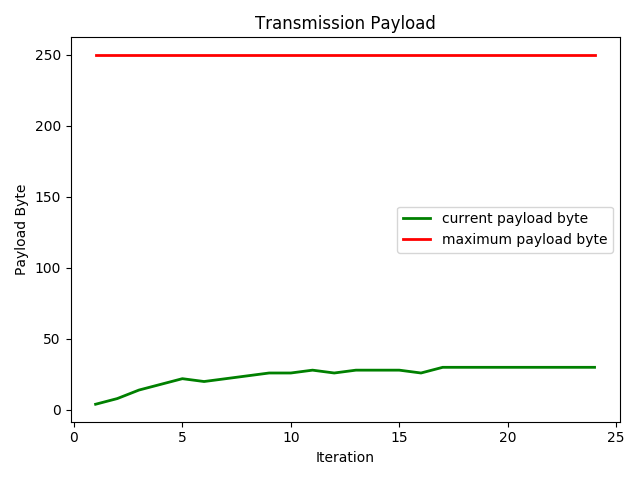 Transmission Payload
250
200
150
100
50
0
Payload Byte
current payload byte
maximum payload byte
0 5 10 15 20 25
Iteration